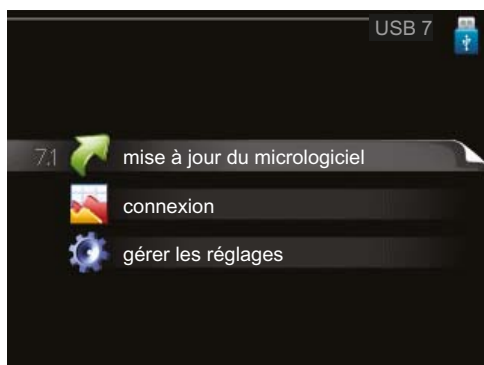 USB 7
7.1 mise à jour du micrologiciel
connexion
gérer les réglages